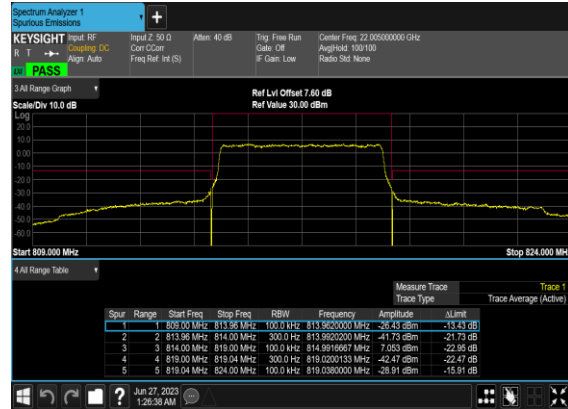 Spectrum Analyzer 1
Spurious Emissions
KEYSIGHT Input: RF Input Z: 50 Ω Atten: 40 dB Trig: Free Run Center Freq: 22.005000000 GHz
R T Coupling: DC Corr CCorr Gate: Off Avg|Hold: 100/100
Align: Auto Freq Ref: Int (S) IF Gain: Low Radio Std: None
PASS
3 All Range Graph
Ref Lvl Offset 7.60 dB
Scale/Div 10.0 dB Ref Value 30.00 dBm
Log
20.0
10.0
0.00
-10.0
-20.0
-30.0
-40.0
-50.0
-60.0
Start 809.000 MHz Stop 824.000 MH
4 All Range Table
Measure Trace Trace 1
Trace Type Trace Average (Active)
Spur Range Start Freq Stop Freq RBW Frequency Amplitude ΔLimit
1 1 809.00 MHz 813.96 MHz 100.0 kHz 813.9620000 MHz -26.43 dBm -13.43 dB
2 2 813.96 MHz 814.00 MHz 300.0 Hz 813.9920200 MHz -41.73 dBm -21.73 dB
3 3 814.00 MHz 819.00 MHz 100.0 kHz 814.9916667 MHz 7.053 dBm -22.95 dB
4 4 819.00 MHz 819.04 MHz 300.0 Hz 819.0200133 MHz -42.47 dBm -22.47 dB
5 5 819.04 MHz 824.00 MHz 100.0 kHz 819.0380000 MHz -28.91 dBm -15.91 dB
Jun 27, 2023
1:26:38 AM